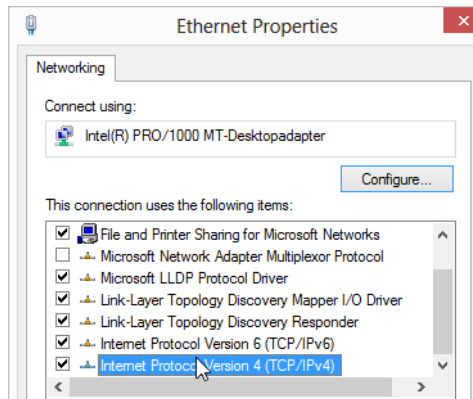 Ethernet Properties
Networking
Connect using:
Intel(R) PRO/1000 MT-Desktopadapter
Configure...
This connection uses the following items:
File and Printer Sharing for Microsoft Networks
Microsoft Network Adapter Multiplexor Protocol
Microsoft LLDP Protocol Driver
Link-Layer Topology Discovery Mapper I/O Driver
Link-Layer Topology Discovery Responder
Internet Protocol Version 6 (TCP/IPv6)
Internet Protocol Version 4 (TCP/IPv4)